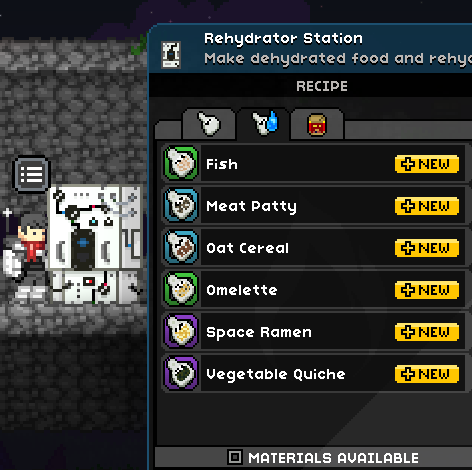 Rehydrator Station
Make dehydrated food and rehy
RECIPE
Fish
NEW
Meat Patty
NEW
Oat Cereal
NEW
Omelette
NEW
Space Ramen
NEW
Vegetable Quiche
NEW
MATERIALS AVAILABLE